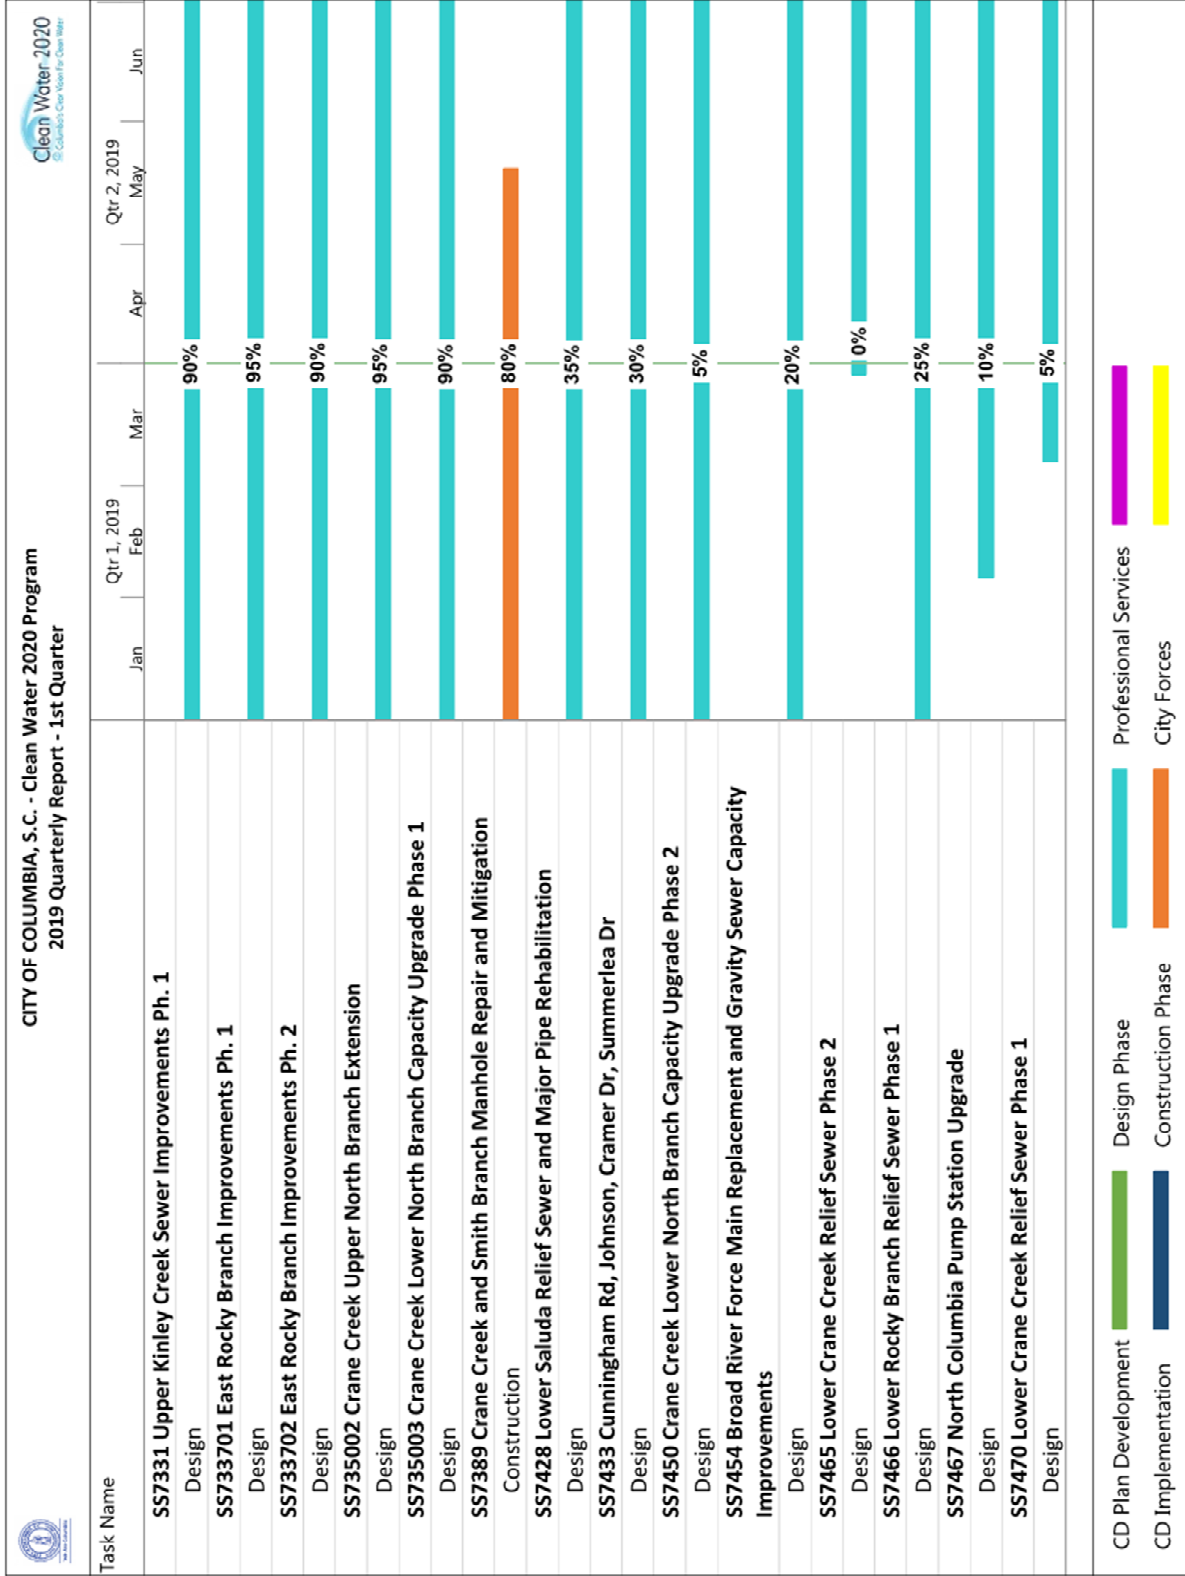 CITY OF COLUMBIA, S.C. - Clean Water 2020 Program
2019 Quarterly Report - 1st Quarter
Clean Water 2020
Columbia's Clear Vision For Clean Water
We Are Columbia
Task Name
Qtr 1, 2019
Qtr 2, 2019
Jan
Feb
Mar
Apr
May
Jun
SS7331 Upper Kinley Creek Sewer Improvements Ph. 1
Design
90%
SS733701 East Rocky Branch Improvements Ph. 1
Design
95%
SS733702 East Rocky Branch Improvements Ph. 2
Design
90%
SS735002 Crane Creek Upper North Branch Extension
Design
95%
SS735003 Crane Creek Lower North Branch Capacity Upgrade Phase 1
Design
90%
SS7389 Crane Creek and Smith Branch Manhole Repair and Mitigation
Construction
80%
SS7428 Lower Saluda Relief Sewer and Major Pipe Rehabilitation
Design
35%
SS7433 Cunningham Rd, Johnson, Cramer Dr, Summerlea Dr
Design
30%
SS7450 Crane Creek Lower North Branch Capacity Upgrade Phase 2
Design
5%
SS7454 Broad River Force Main Replacement and Gravity Sewer Capacity
Improvements
Design
20%
SS7465 Lower Crane Creek Relief Sewer Phase 2
Design
0%
SS7466 Lower Rocky Branch Relief Sewer Phase 1
Design
25%
SS7467 North Columbia Pump Station Upgrade
Design
10%
SS7470 Lower Crane Creek Relief Sewer Phase 1
Design
5%
CD Plan Development
Design Phase
Professional Services
CD Implementation
Construction Phase
City Forces